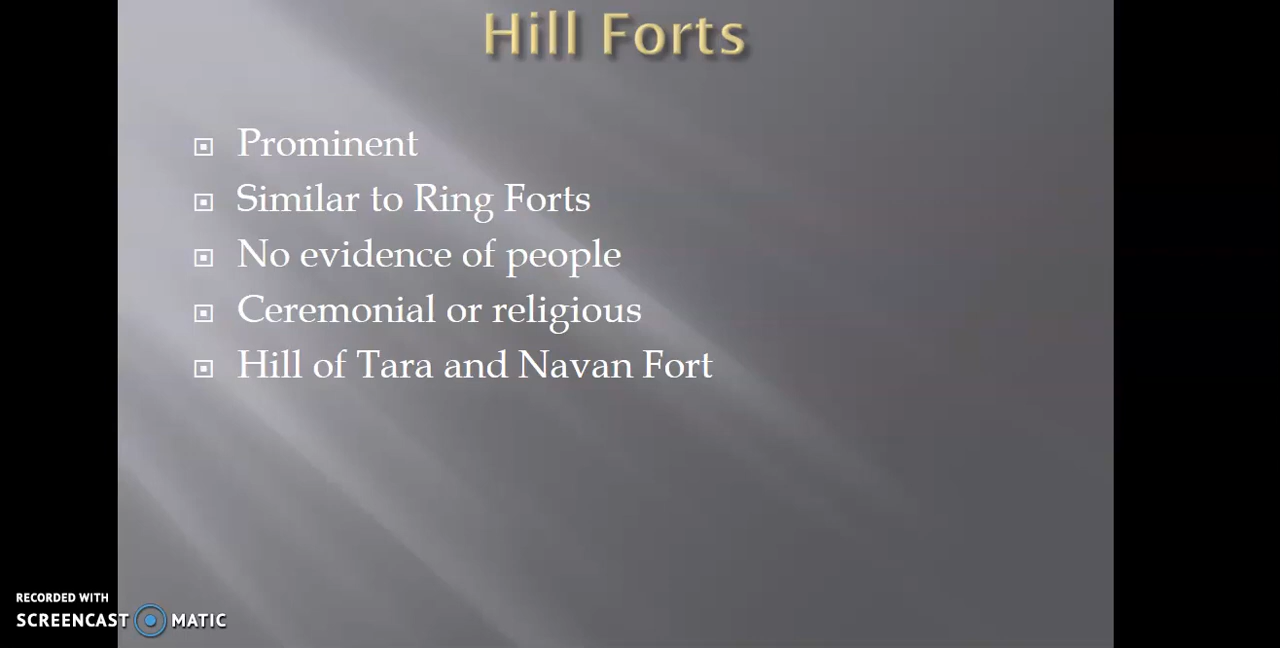 Hill Forts
Prominent
Similar to Ring Forts
No evidence of people
Ceremonial or religious
Hill of Tara and Navan Fort
RECORDED WITH
SCREENCAST MATIC